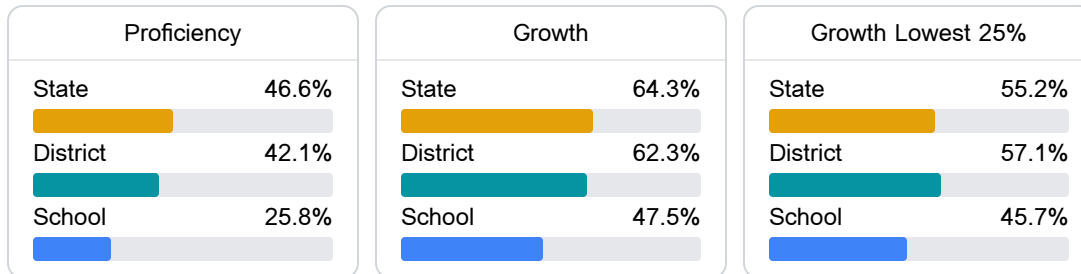 Proficiency
State 46.6%
District 42.1%
School 25.8%
Growth
State 64.3%
District 62.3%
School 47.5%
Growth Lowest 25%
State 55.2%
District 57.1%
School 45.7%